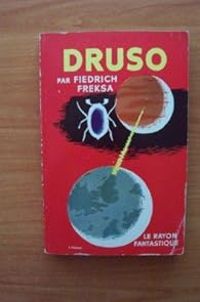 DRUSO
PAR FIEDRICH
FREKSA
LE RAYON
FANTASTIQUE